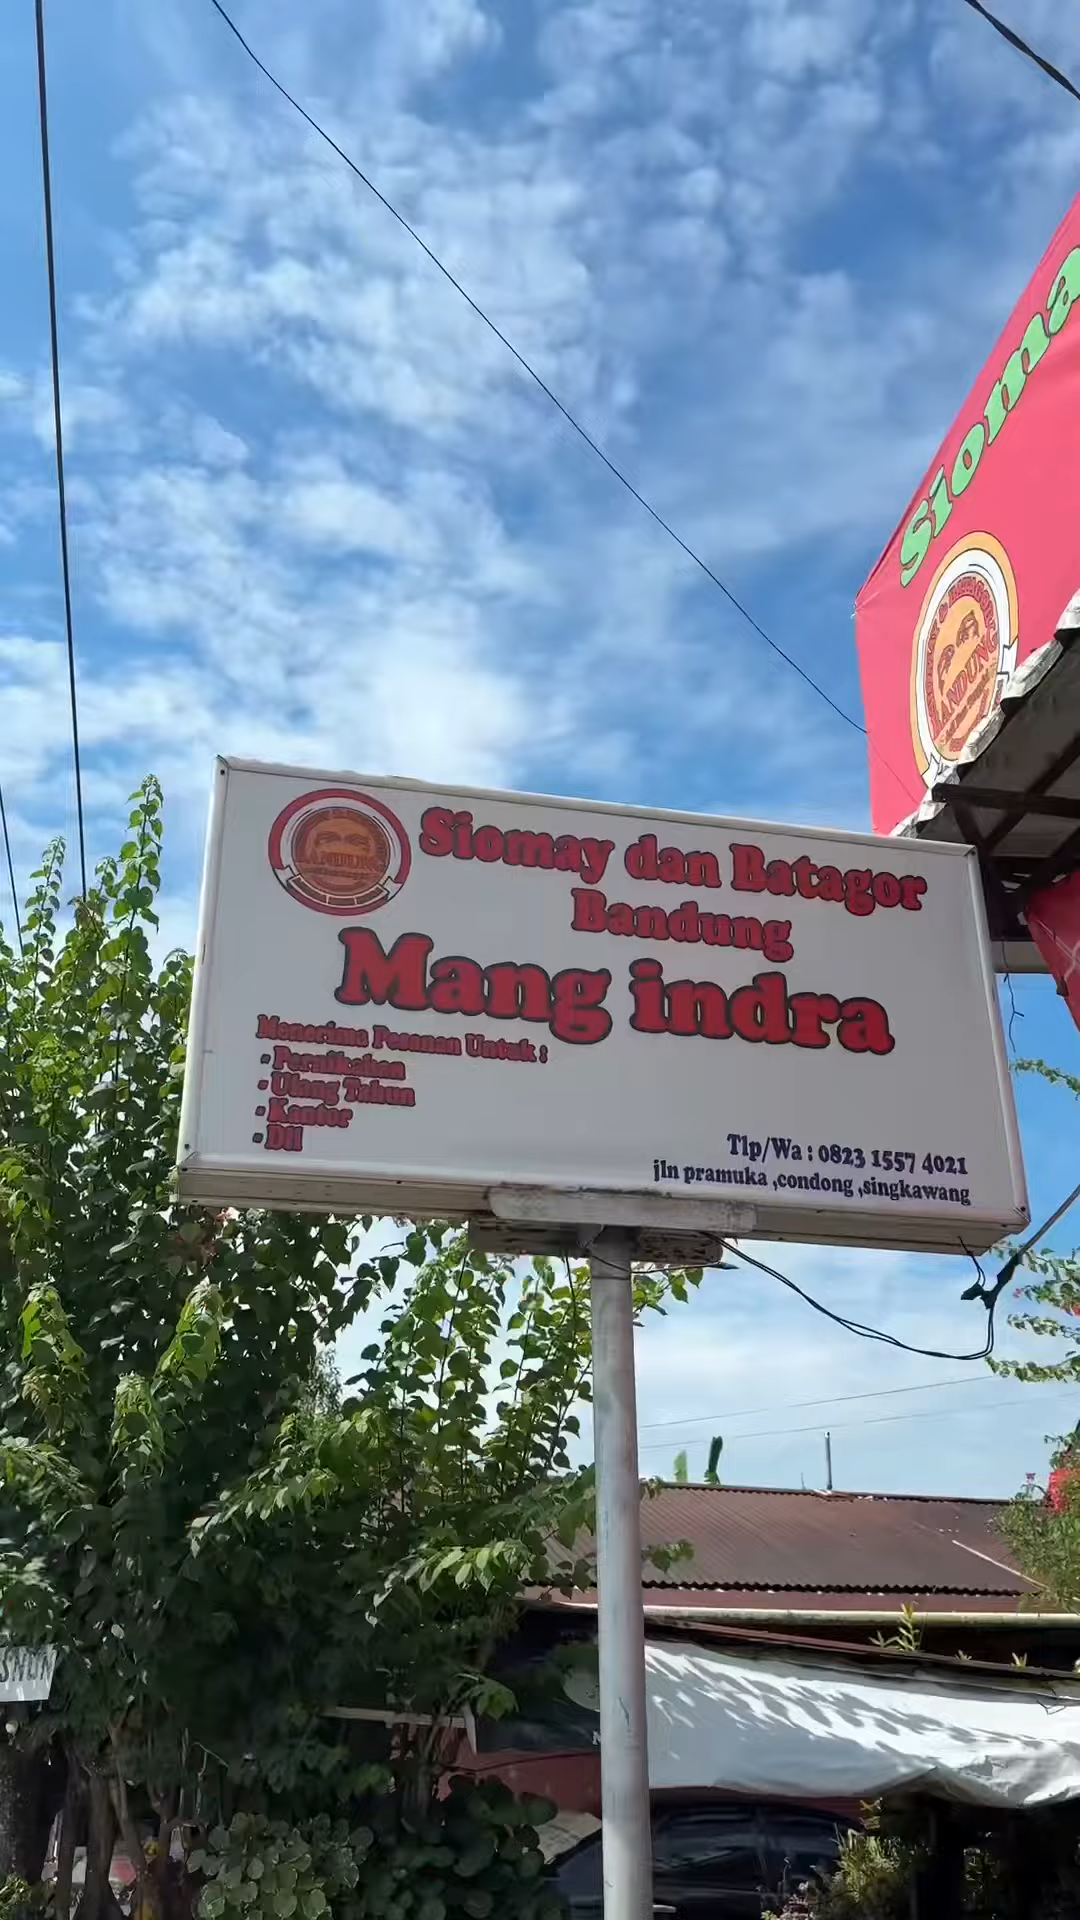 Siomay dan Batagor
Bandung
Mang indra
Menerima Pesanan Untuk :
- Pernikahan
- Ulang Tahun
- Kantor
- Dll
Tlp/Wa : 0823 1557 4021
jln pramuka ,condong ,singkawang
Sioma
BANDUNG